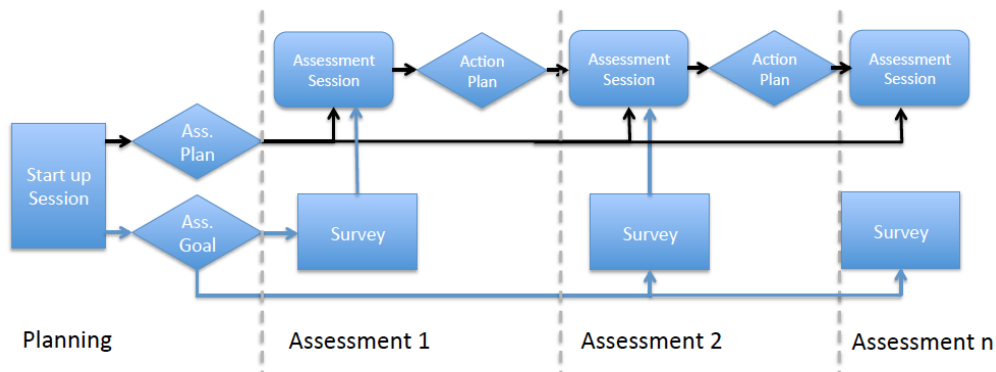 Assessment
Session
Action
Plan
Assessment
Session
Action
Plan
Assessment
Session
Start up
Session
Ass.
Plan
Ass.
Goal
Survey
Survey
Survey
Planning
Assessment 1
Assessment 2
Assessment n